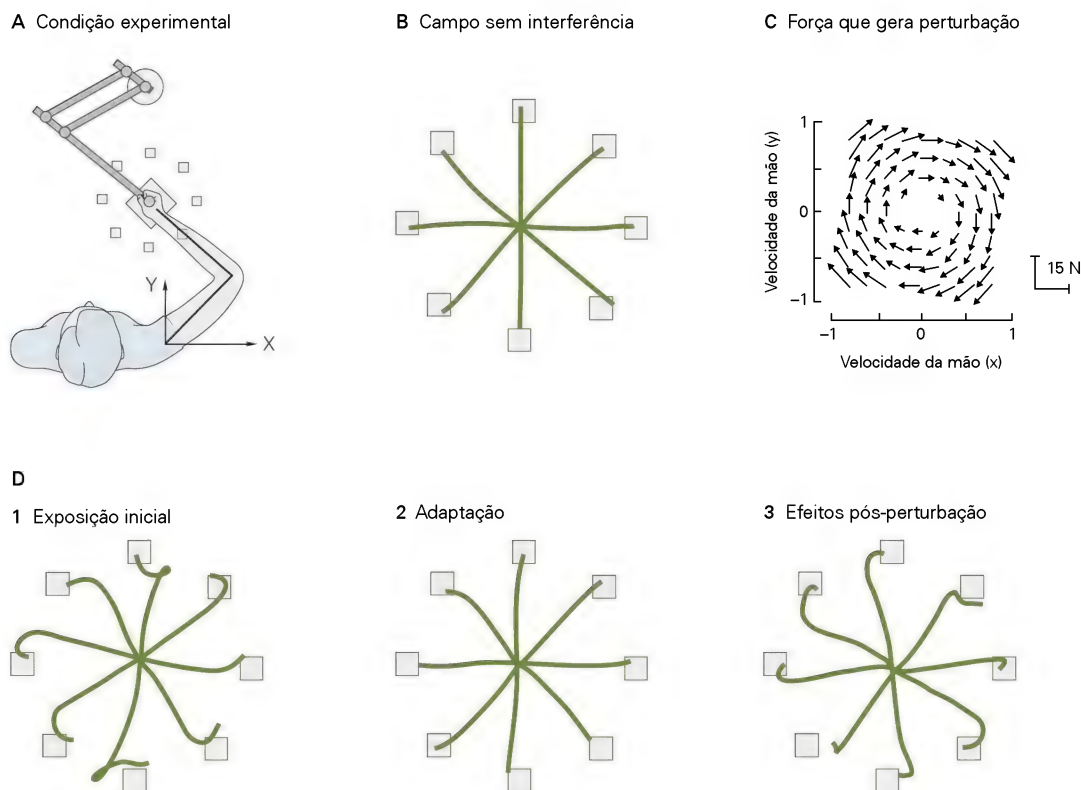 A Condição experimental
B Campo sem interferência
C Força que gera perturbação
Y
X
Velocidade da mão (y)
1
0
−1
−1 0 1
Velocidade da mão (x)
15 N
D
1 Exposição inicial
2 Adaptação
3 Efeitos pós-perturbação